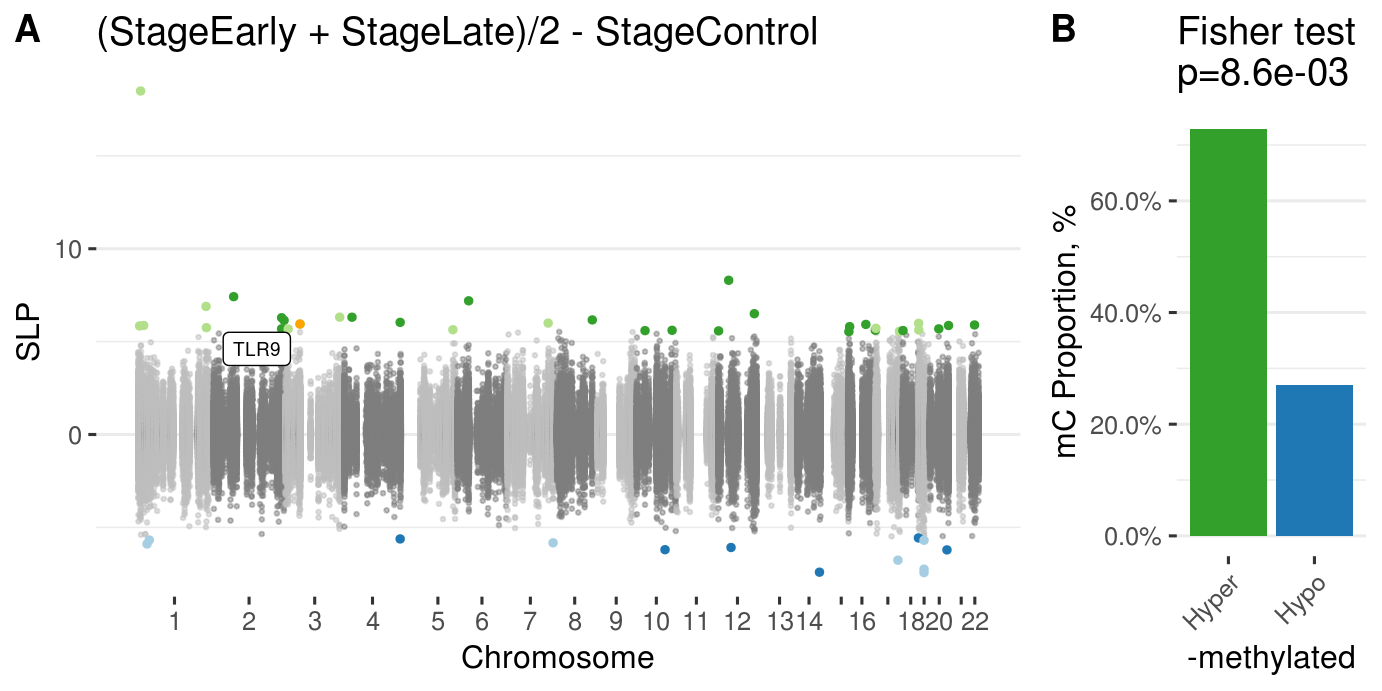 A
(StageEarly + StageLate)/2 - StageControl
SLP
10
0
TLR9
1 2 3 4 5 6 7 8 9 10 11 12 13 14 16 18 20 22
Chromosome
B
Fisher test
p=8.6e-03
mC Proportion, %
60.0%
40.0%
20.0%
0.0%
Hyper
Hypo
-methylated